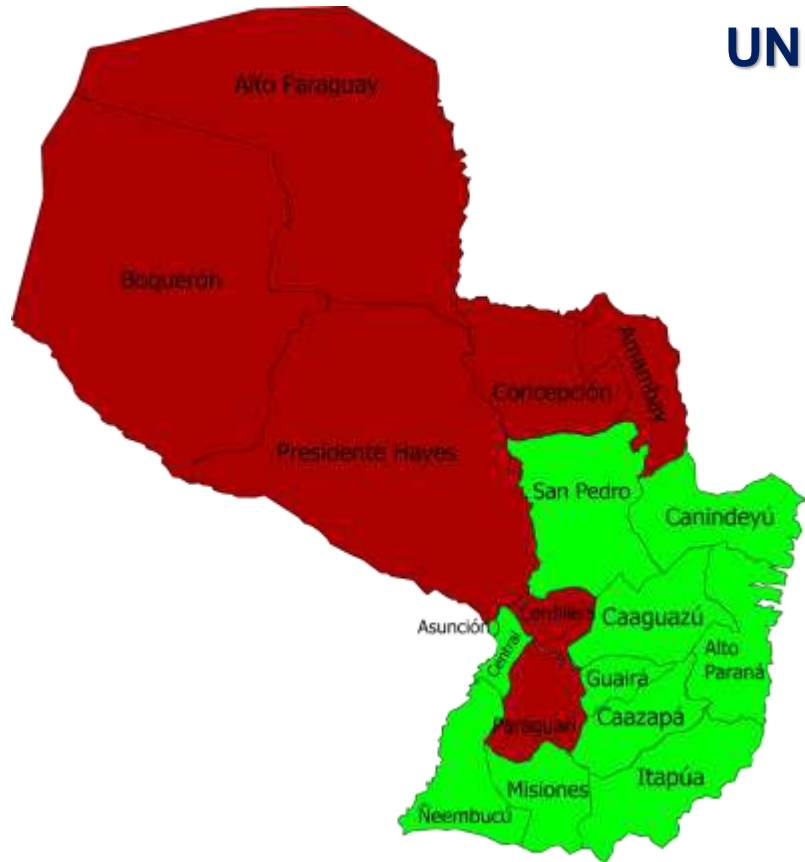 UN
Alto Paraguay
Boquerón
Amambay
Concepción
Presidente Hayes
San Pedro
Canindeyú
Cordillera
Caaguazú
Asunción
Central
Alto
Paraná
Guairá
Caazapá
Paraguarí
Itapúa
Misiones
Ñeembucú